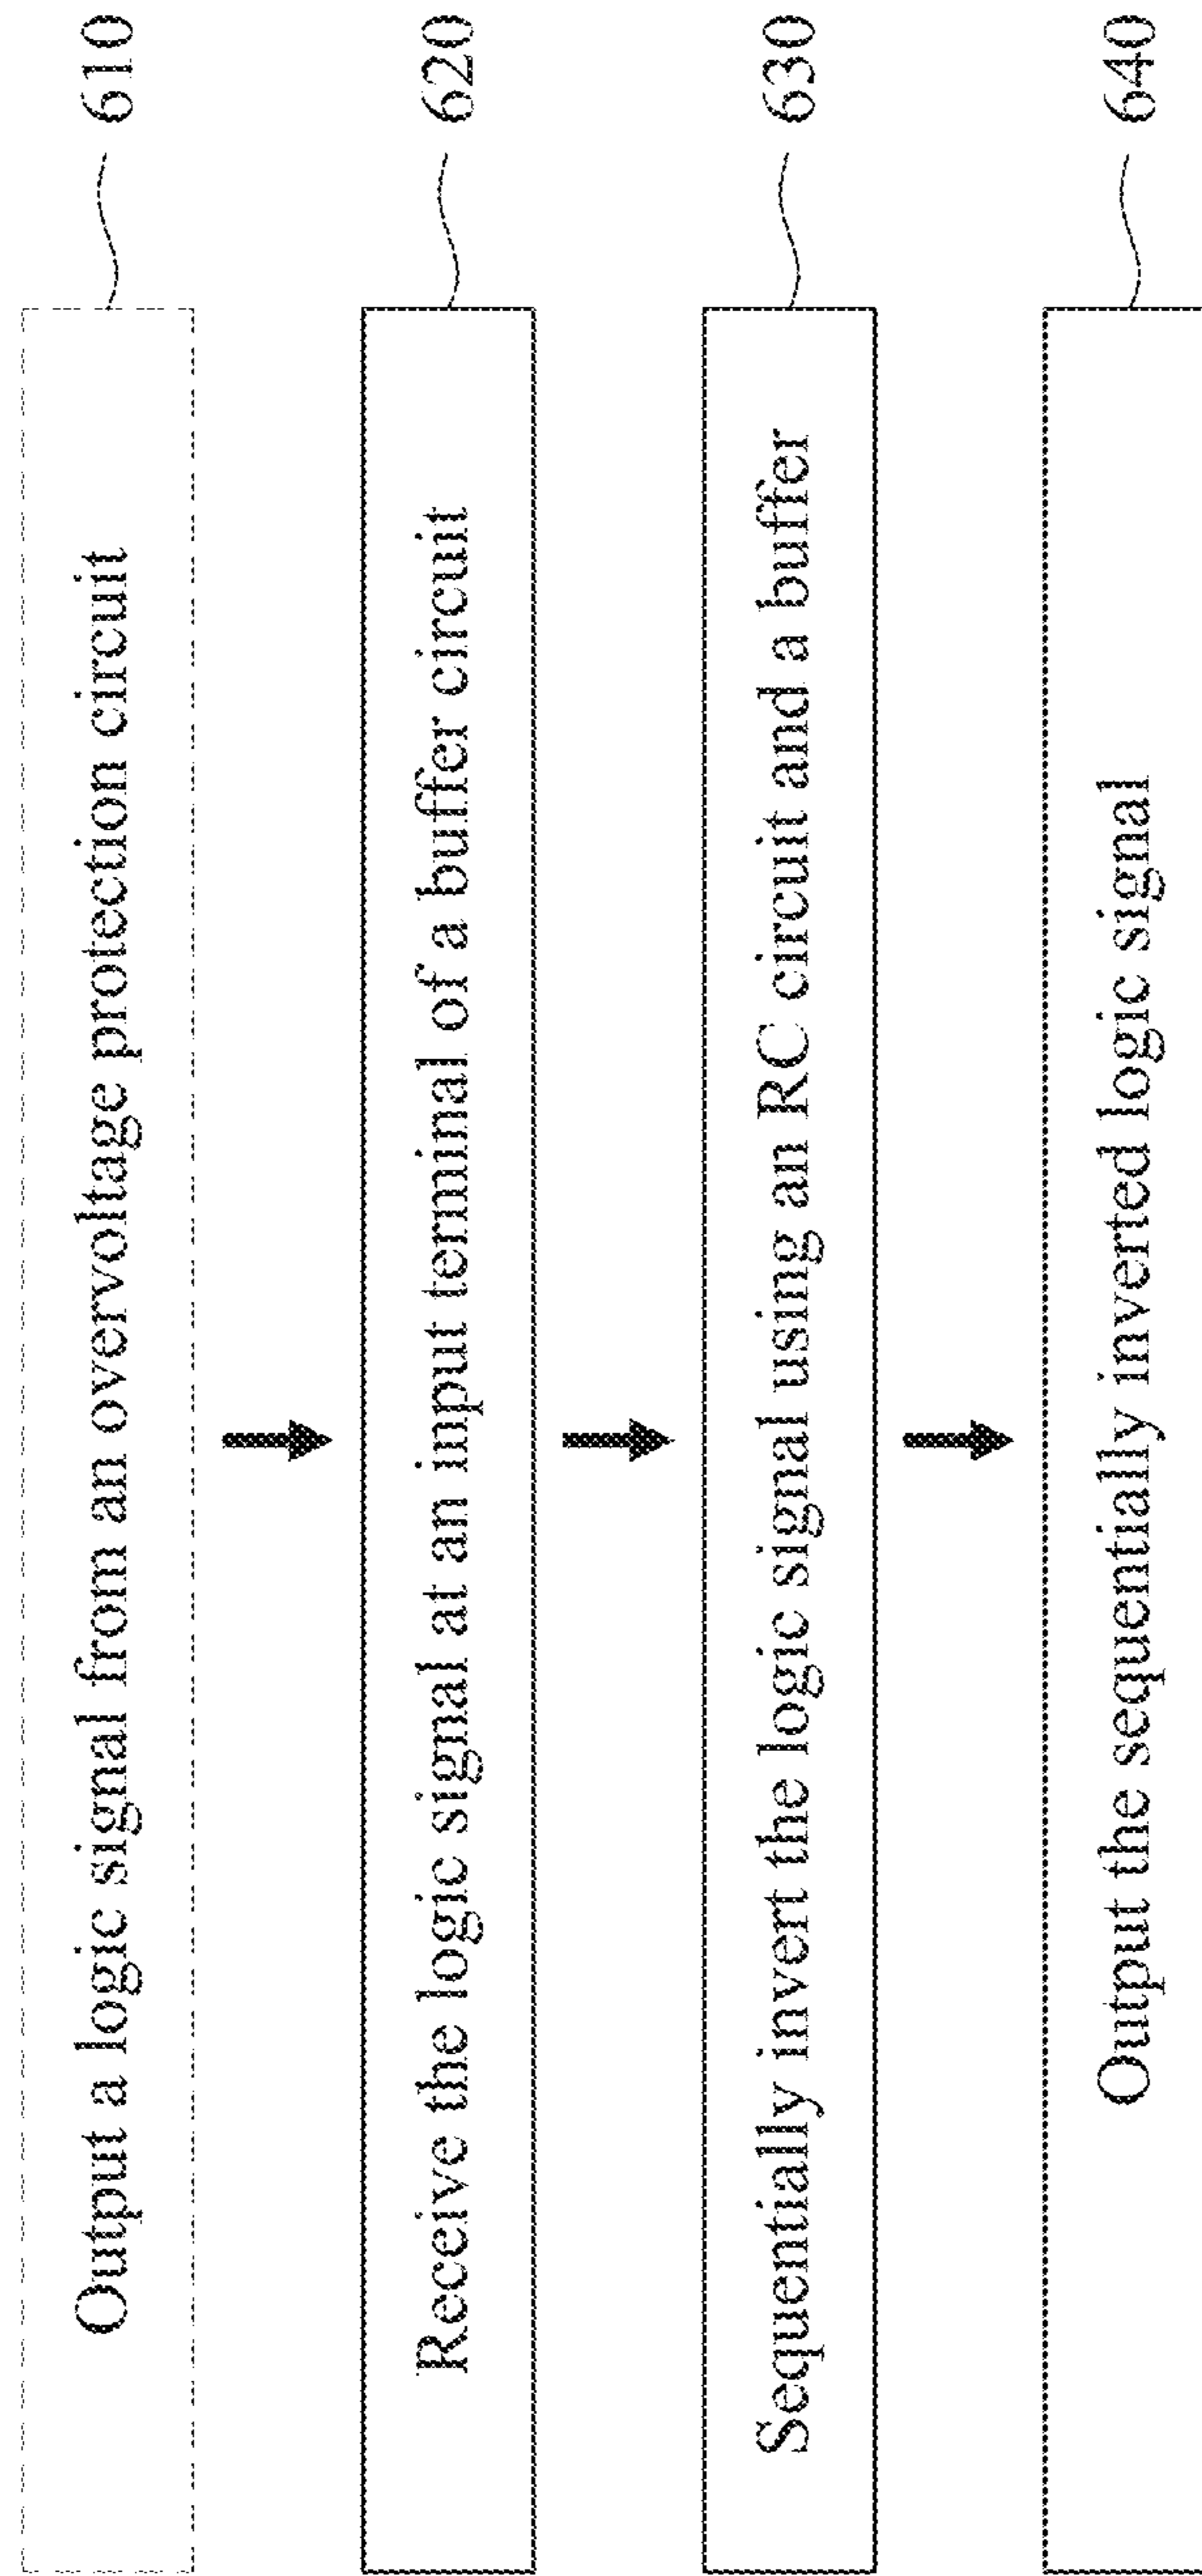 Output a logic signal from an overvoltage protection circuit
610
Receive the logic signal at an input terminal of a buffer circuit
620
Sequentially invert the logic signal using an RC circuit and a buffer
630
Output the sequentially inverted logic signal
640